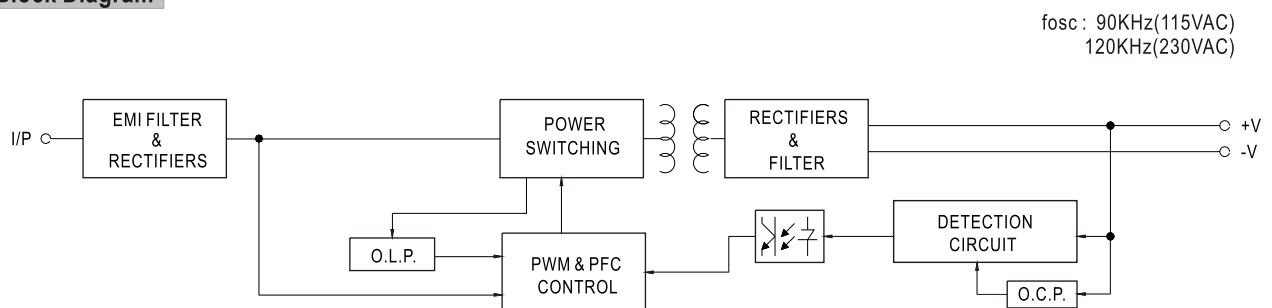 Block Diagram
fosc : 90KHz(115VAC)
120KHz(230VAC)
I/P
EMI FILTER
&
RECTIFIERS
POWER
SWITCHING
RECTIFIERS
&
FILTER
+V
-V
O.L.P.
PWM & PFC
CONTROL
DETECTION
CIRCUIT
O.C.P.